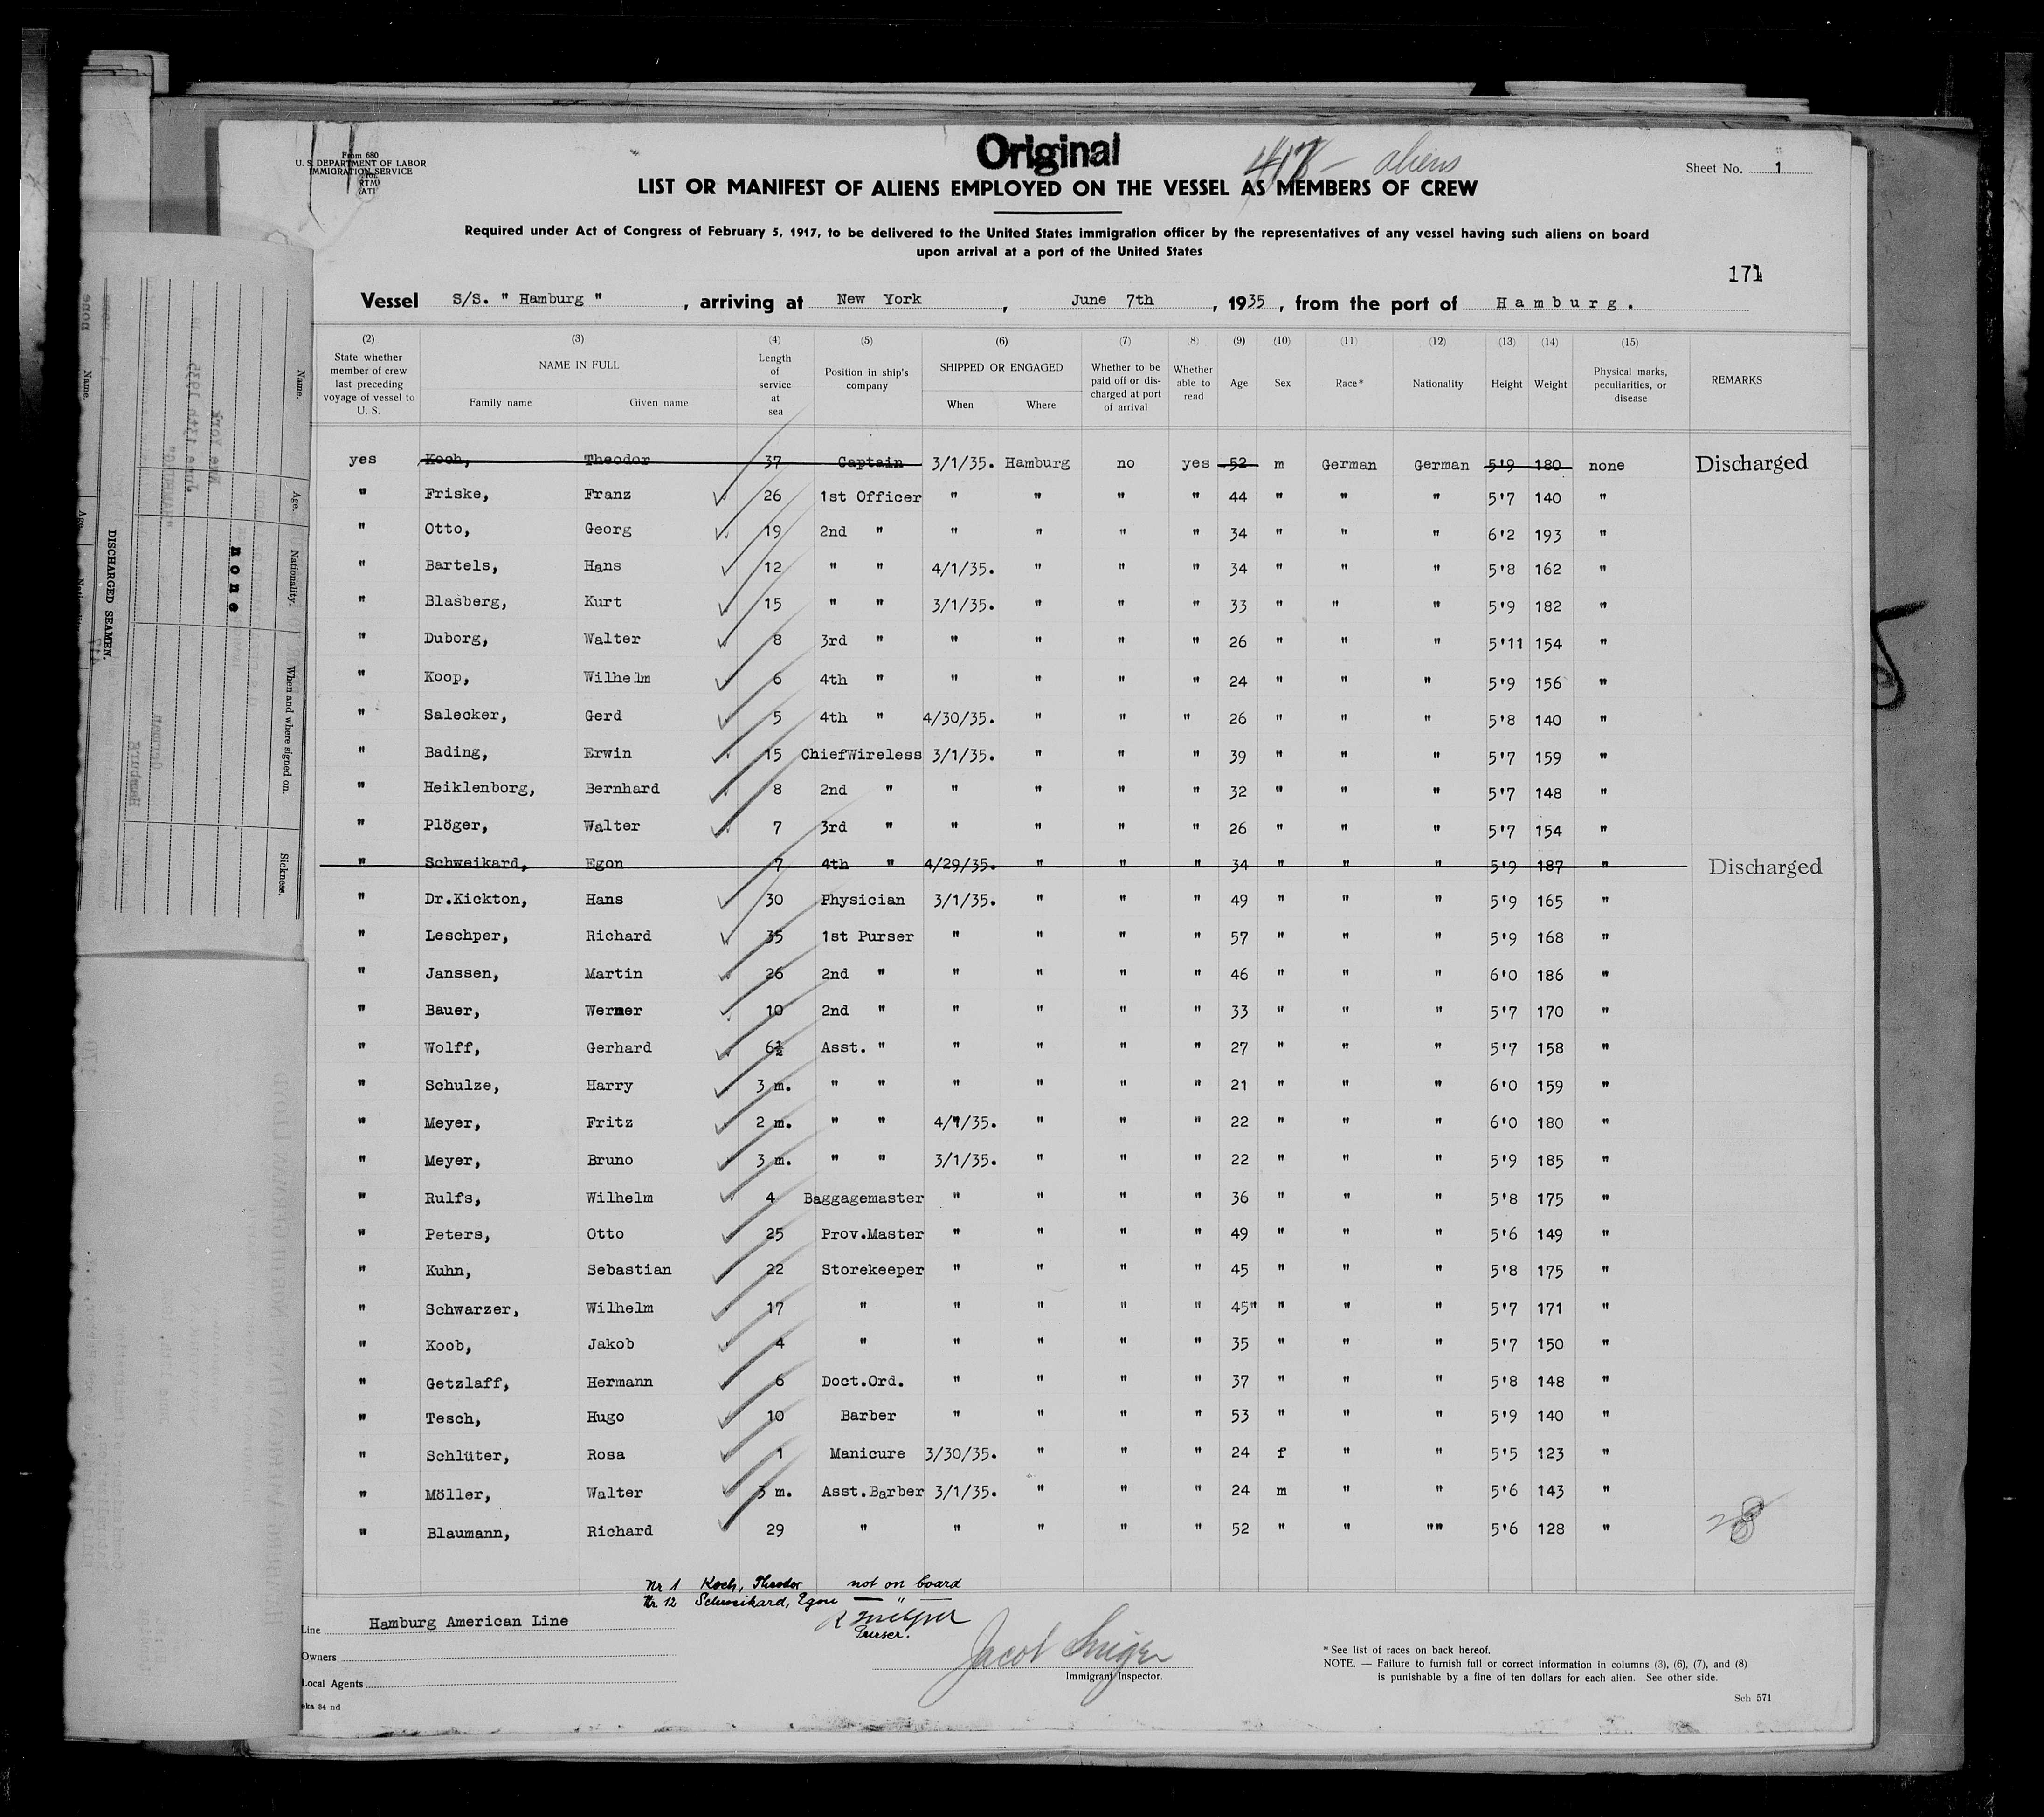 Original
417 - aliens
From 680
U. S. DEPARTMENT OF LABOR
IMMIGRATION SERVICE
Sheet No. 1
LIST OR MANIFEST OF ALIENS EMPLOYED ON THE VESSEL AS MEMBERS OF CREW
Required under Act of Congress of February 5, 1917, to be delivered to the United States immigration officer by the representatives of any vessel having such aliens on board
upon arrival at a port of the United States
171
Vessel S/S. " Hamburg ", arriving at New York, June 7th, 1935, from the port of Hamburg.
(2) (3) (4) (5) (6) (7) (8) (9) (10) (11) (12) (13) (14) (15)
State whether member of crew last preceding voyage of vessel to U. S. NAME IN FULL Family name Given name Length of service at sea Position in ship's company SHIPPED OR ENGAGED When Where Whether to be paid off or discharged at port of arrival Whether able to read Age Sex Race* Nationality Height Weight Physical marks, peculiarities, or disease REMARKS
yes Koch, Theodor 37 Captain 3/1/35. Hamburg no yes 52 m German German 5'9 180 none Discharged
" Friske, Franz 26 1st Officer " " " " 44 " " " 5'7 140 "
" Otto, Georg 19 2nd " " " " " 34 " " " 6'2 193 "
" Bartels, Hans 12 " " 4/1/35. " " " 34 " " " 5'8 162 "
" Blasberg, Kurt 15 " " 3/1/35. " " " 33 " " " 5'9 182 "
" Duborg, Walter 8 3rd " " " " " 26 " " " 5'11 154 "
" Koop, Wilhelm 6 4th " " " " " 24 " " " 5'9 156 "
" Salecker, Gerd 5 4th " 4/30/35. " " " 26 " " " 5'8 140 "
" Bading, Erwin 15 ChiefWireless 3/1/35. " " " 39 " " " 5'7 159 "
" Heiklenborg, Bernhard 8 2nd " " " " " 32 " " " 5'7 148 "
" Plöger, Walter 7 3rd " " " " " 26 " " " 5'7 154 "
" Schweikard, Egon 7 4th " 4/29/35. " " " 34 " " " 5'9 187 " Discharged
" Dr.Kickton, Hans 30 Physician 3/1/35. " " " 49 " " " 5'9 165 "
" Leschper, Richard 35 1st Purser " " " " 57 " " " 5'9 168 "
" Janssen, Martin 26 2nd " " " " " 46 " " " 6'0 186 "
" Bauer, Werner 10 2nd " " " " " 33 " " " 5'7 170 "
" Wolff, Gerhard 6½ Asst. " " " " " 27 " " " 5'7 158 "
" Schulze, Harry 3 m. " " " " " " 21 " " " 6'0 159 "
" Meyer, Fritz 2 m. " " 4/1/35. " " " 22 " " " 6'0 180 "
" Meyer, Bruno 3 m. " " 3/1/35. " " " 22 " " " 5'9 185 "
" Rulfs, Wilhelm 4 Baggagemaster " " " " 36 " " " 5'8 175 "
" Peters, Otto 25 Prov.Master " " " " 49 " " " 5'6 149 "
" Kuhn, Sebastian 22 Storekeeper " " " " 45 " " " 5'8 175 "
" Schwarzer, Wilhelm 17 " " " " " 45" " " " 5'7 171 "
" Koob, Jakob 4 " " " " " 35 " " " 5'7 150 "
" Getzlaff, Hermann 6 Doct.Ord. " " " " 37 " " " 5'8 148 "
" Tesch, Hugo 10 Barber " " " " 53 " " " 5'9 140 "
" Schlüter, Rosa 1 Manicure 3/30/35. " " " 24 f " " 5'5 123 "
" Möller, Walter 3 m. Asst.Barber 3/1/35. " " " 24 m " " 5'6 143 "
" Blaumann, Richard 29 " " " " " 52 " " "" 5'6 128 "
28
Nr 1 Koch, Theodor not on board
Nr. 12 Schweikard, Egon — " —
Purser.
Line Hamburg American Line
Owners
Local Agents
eka 34 nd
Immigrant Inspector.
* See list of races on back hereof.
NOTE. — Failure to furnish full or correct information in columns (3), (6), (7), and (8)
is punishable by a fine of ten dollars for each alien. See other side.
Sch 571
Name.
Age.
Nationality.
When and where signed on.
Sickness.
none
DISCHARGED SEAMEN.
Name.